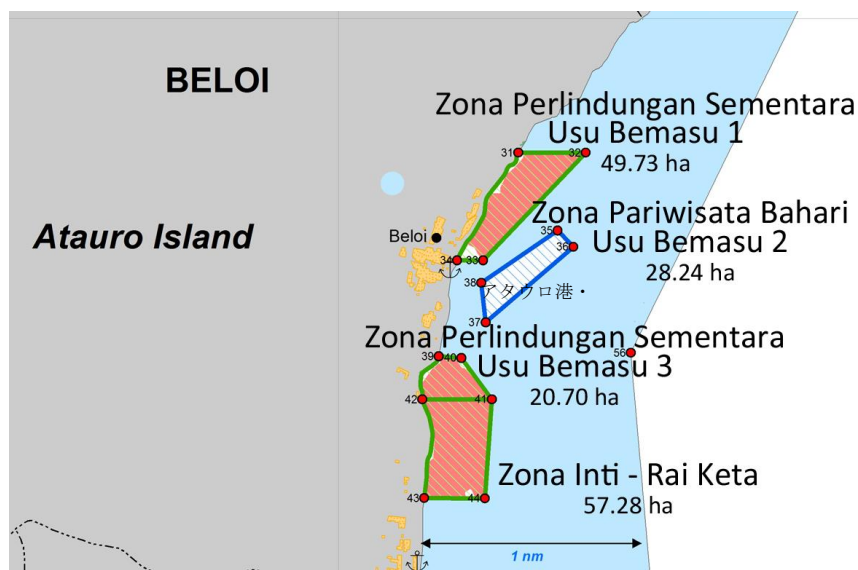 BELOI
Zona Perlindungan Sementara
Usu Bemasu 1
49.73 ha
31
32
Zona Pariwisata Bahari
Usu Bemasu 2
28.24 ha
35
36
Atauro Island
Beloi
34
33
38
アタウロ港・
37
Zona Perlindungan Sementara
Usu Bemasu 3
20.70 ha
56
39
40
42
41
Zona Inti - Rai Keta
57.28 ha
43
44
1 nm